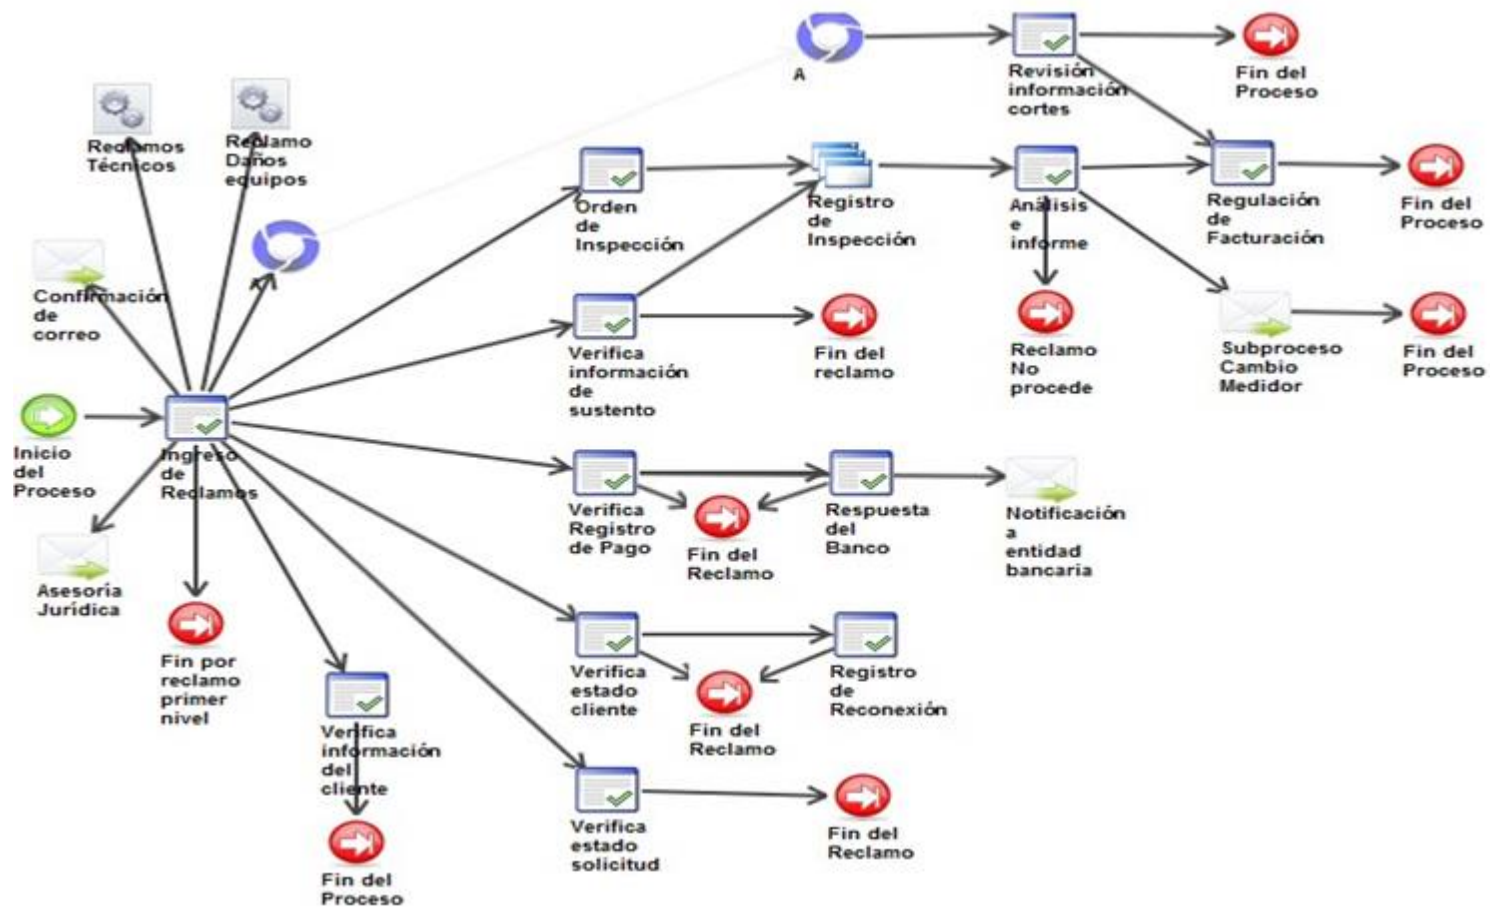 A
Revisión
información
cortes
Fin del
Proceso
Reclamos
Técnicos
Reclamo
Daños
equipos
A
Orden
de
Inspección
Registro
de
Inspección
Análisis
e
informe
Regulación
de
Facturación
Fin del
Proceso
Confirmación
de
correo
Verifica
información
de
sustento
Fin del
reclamo
Reclamo
No
procede
Subproceso
Cambio
Medidor
Fin del
Proceso
Inicio
del
Proceso
Ingreso
de
Reclamos
Verifica
Registro
de Pago
Fin del
Reclamo
Respuesta
del
Banco
Notificación
a
entidad
bancaria
Asesoría
Jurídica
Fin por
reclamo
primer
nivel
Verifica
estado
cliente
Fin del
Reclamo
Registro
de
Reconexión
Verifica
información
del
cliente
Verifica
estado
solicitud
Fin del
Reclamo
Fin del
Proceso